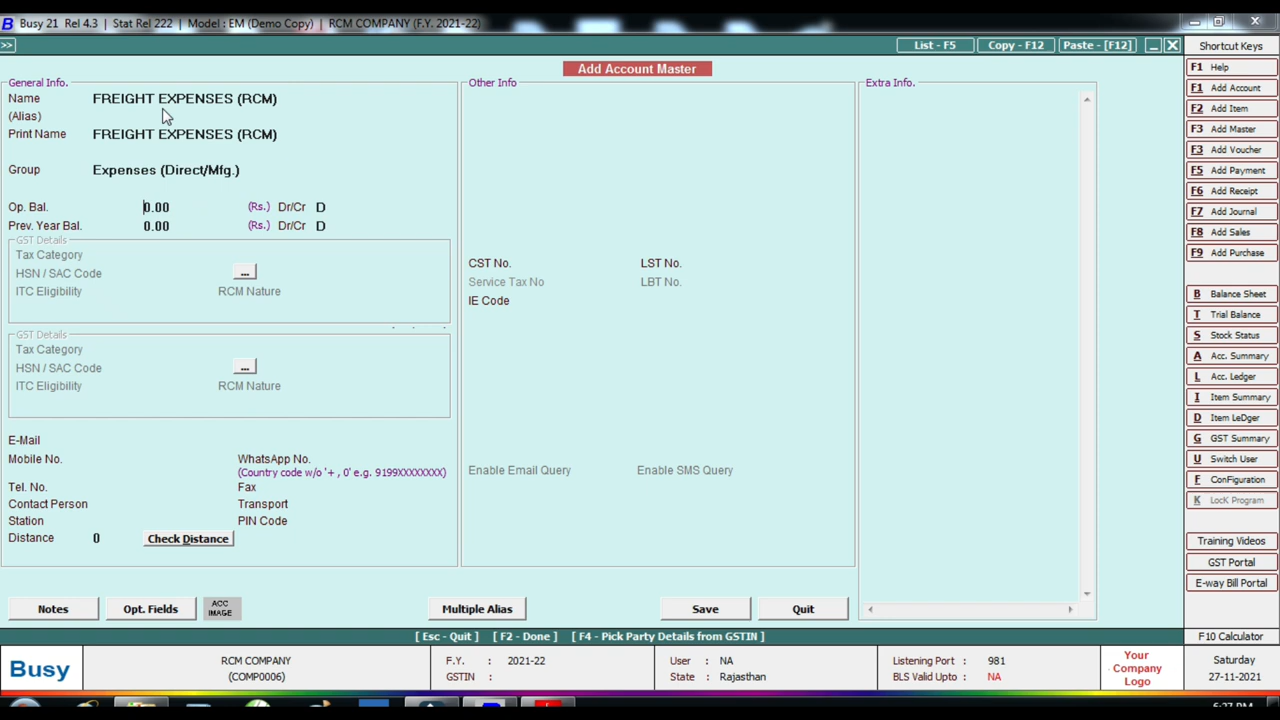 Busy 21 Rel 4.3 | Stat Rel 222 | Model : EM (Demo Copy) | RCM COMPANY (F.Y. 2021-22)
>> List - F5 Copy - F12 Paste - [F12]
Add Account Master
General Info.
Name FREIGHT EXPENSES (RCM)
(Alias)
Print Name FREIGHT EXPENSES (RCM)
Group Expenses (Direct/Mfg.)
Op. Bal. 0.00 (Rs.) Dr/Cr D
Prev. Year Bal. 0.00 (Rs.) Dr/Cr D
GST Details
Tax Category
HSN / SAC Code ...
ITC Eligibility RCM Nature
GST Details
Tax Category
HSN / SAC Code ...
ITC Eligibility RCM Nature
E-Mail
Mobile No. WhatsApp No.
(Country code w/o '+ , 0' e.g. 9199XXXXXXXX)
Tel. No. Fax
Contact Person Transport
Station PIN Code
Distance 0 Check Distance
Other Info
CST No. LST No.
Service Tax No LBT No.
IE Code
Enable Email Query Enable SMS Query
Extra Info.
Notes Opt. Fields ACC IMAGE Multiple Alias Save Quit
[ Esc - Quit ] [ F2 - Done ] [ F4 - Pick Party Details from GSTIN ]
Shortcut Keys
F1 Help
F1 Add Account
F2 Add Item
F3 Add Master
F3 Add Voucher
F5 Add Payment
F6 Add Receipt
F7 Add Journal
F8 Add Sales
F9 Add Purchase
B Balance Sheet
T Trial Balance
S Stock Status
A Acc. Summary
L Acc. Ledger
I Item Summary
D Item LeDger
G GST Summary
U Switch User
F ConFiguration
K LocK Program
Training Videos
GST Portal
E-way Bill Portal
F10 Calculator
Busy
RCM COMPANY
(COMP0006)
F.Y. : 2021-22
GSTIN :
User : NA
State : Rajasthan
Listening Port : 981
BLS Valid Upto : NA
Your
Company
Logo
Saturday
27-11-2021
6:27 PM